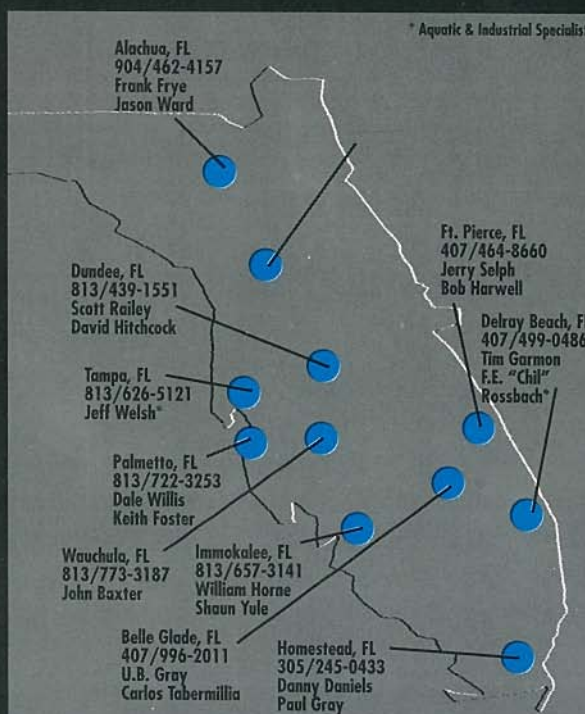 * Aquatic & Industrial Specialist
Alachua, FL
904/462-4157
Frank Frye
Jason Ward
Ft. Pierce, FL
407/464-8660
Jerry Selph
Bob Harwell
Dundee, FL
813/439-1551
Scott Railey
David Hitchcock
Delray Beach, FL
407/499-0486
Tim Garmon
F.E. "Chil"
Rossbach*
Tampa, FL
813/626-5121
Jeff Welsh*
Palmetto, FL
813/722-3253
Dale Willis
Keith Foster
Wauchula, FL
813/773-3187
John Baxter
Immokalee, FL
813/657-3141
William Horne
Shaun Yule
Belle Glade, FL
407/996-2011
U.B. Gray
Carlos Tabermillia
Homestead, FL
305/245-0433
Danny Daniels
Paul Gray